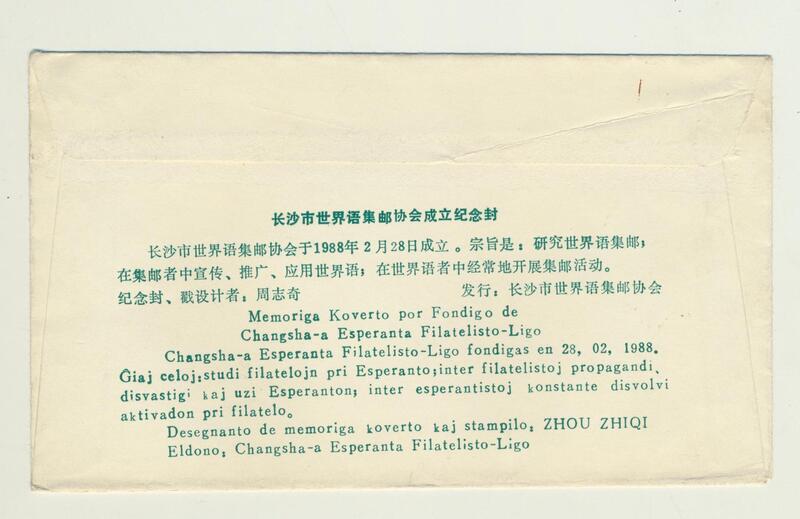 长沙市世界语集邮协会成立纪念封
长沙市世界语集邮协会于1988年2月28日成立。宗旨是：研究世界语集邮；
在集邮者中宣传、推广、应用世界语；在世界语者中经常地开展集邮活动。
纪念封、戳设计者：周志奇 发行：长沙市世界语集邮协会
Memoriga Koverto por Fondigo de
Changsha-a Esperanta Filatelisto-Ligo
Changsha-a Esperanta Filatelisto-Ligo fondigas en 28, 02, 1988.
Ĝiaj celoj:studi filatelojn pri Esperanto;inter filatelistoj propagandi、
disvastigi kaj uzi Esperanton; inter esperantistoj konstante disvolvi
aktivadon pri filatelo。
Desegnanto de memoriga koverto kaj stampilo: ZHOU ZHIQI
Eldono: Changsha-a Esperanta Filatelisto-Ligo